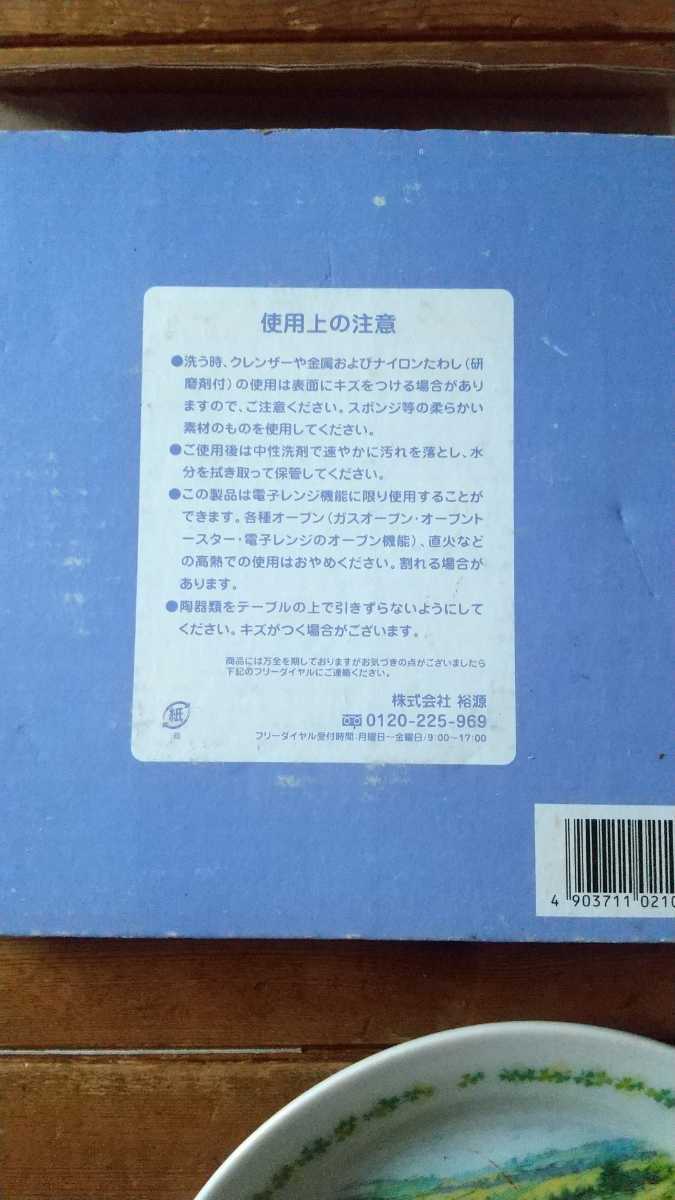 使用上の注意
●洗う時、クレンザーや金属およびナイロンたわし(研
磨剤付)の使用は表面にキズをつける場合があり
ますので、ご注意ください。スポンジ等の柔らかい
素材のものを使用してください。
●ご使用後は中性洗剤で速やかに汚れを落とし、水
分を拭き取って保管してください。
●この製品は電子レンジ機能に限り使用することが
できます。各種オーブン(ガスオーブン・オーブント
ースター・電子レンジのオーブン機能)、直火など
の高熱での使用はおやめください。割れる場合が
あります。
●陶器類をテーブルの上で引きずらないようにして
ください。キズがつく場合がございます。
商品には万全を期しておりますがお気づきの点がございましたら
下記のフリーダイヤルにご連絡ください。
株式会社 裕源
0120-225-969
フリーダイヤル受付時間:月曜日~金曜日/9:00~17:00
紙
箱
4 903711 0210